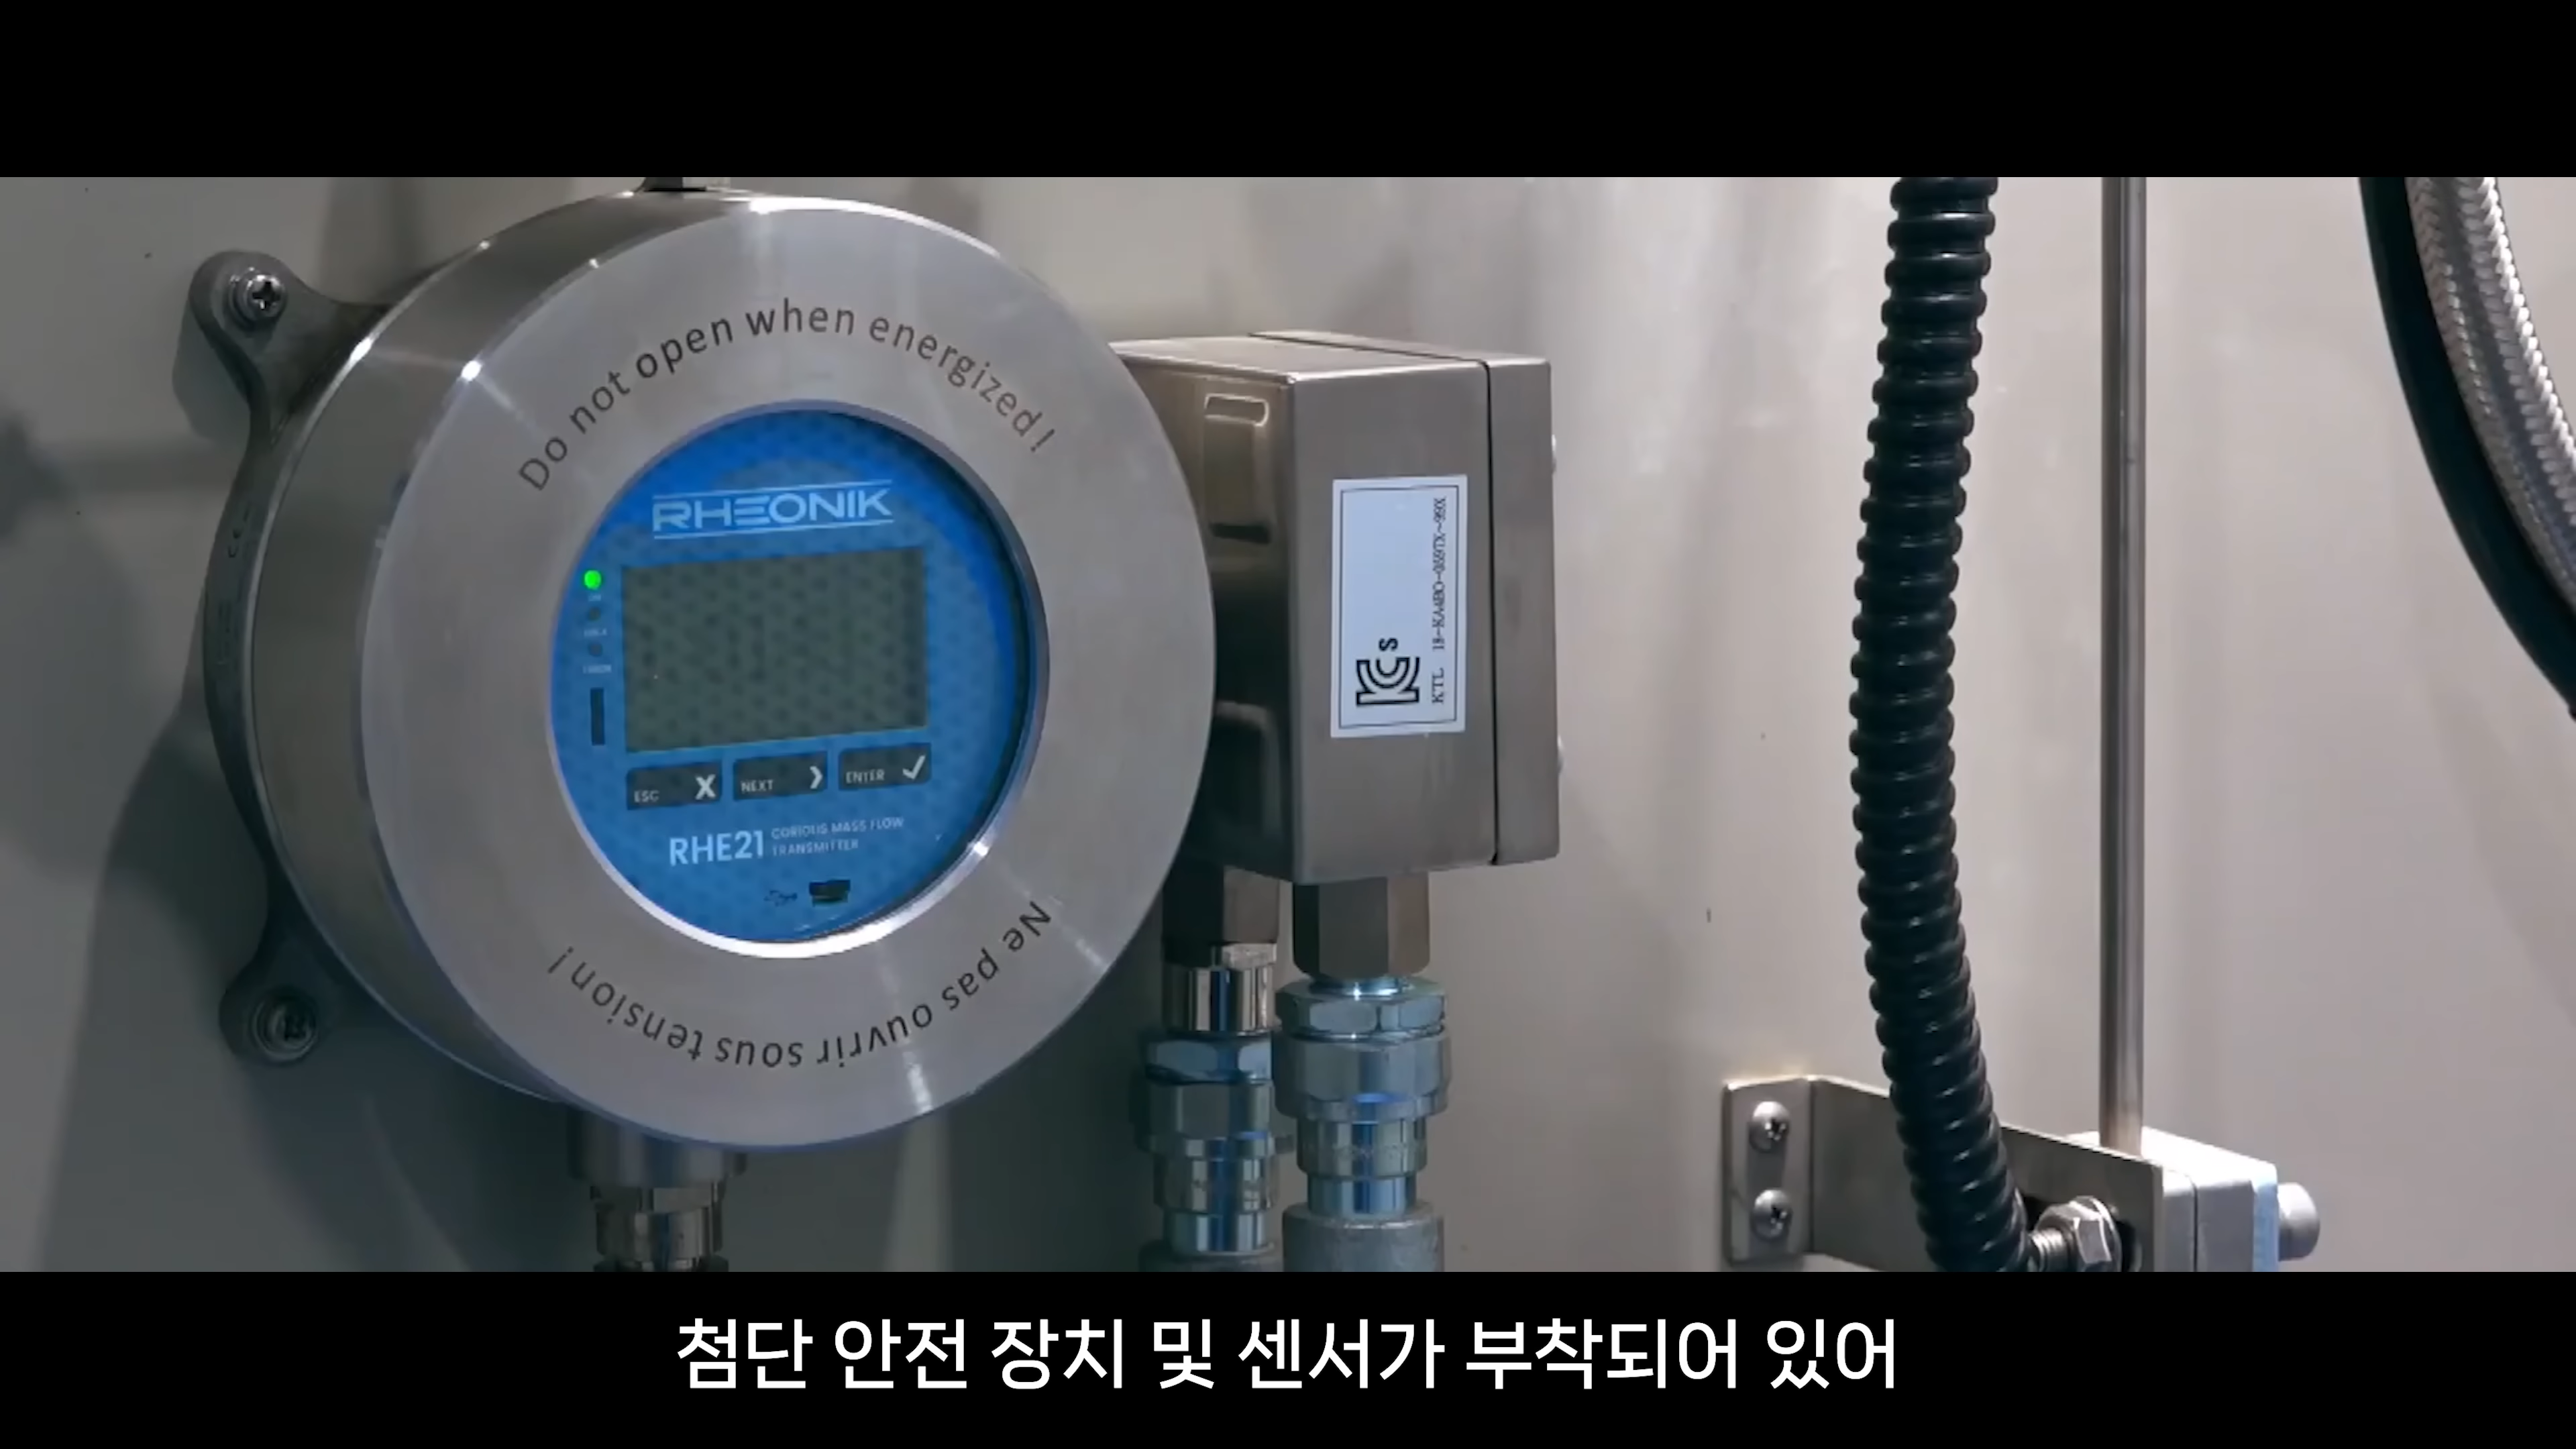 Do not open when energized!
RHEONIK
ESC X
NEXT
ENTER
RHE21 CORIOLIS MASS FLOW
TRANSMITTER
Ne pas ouvrir sous tension!
KCs
첨단 안전 장치 및 센서가 부착되어 있어